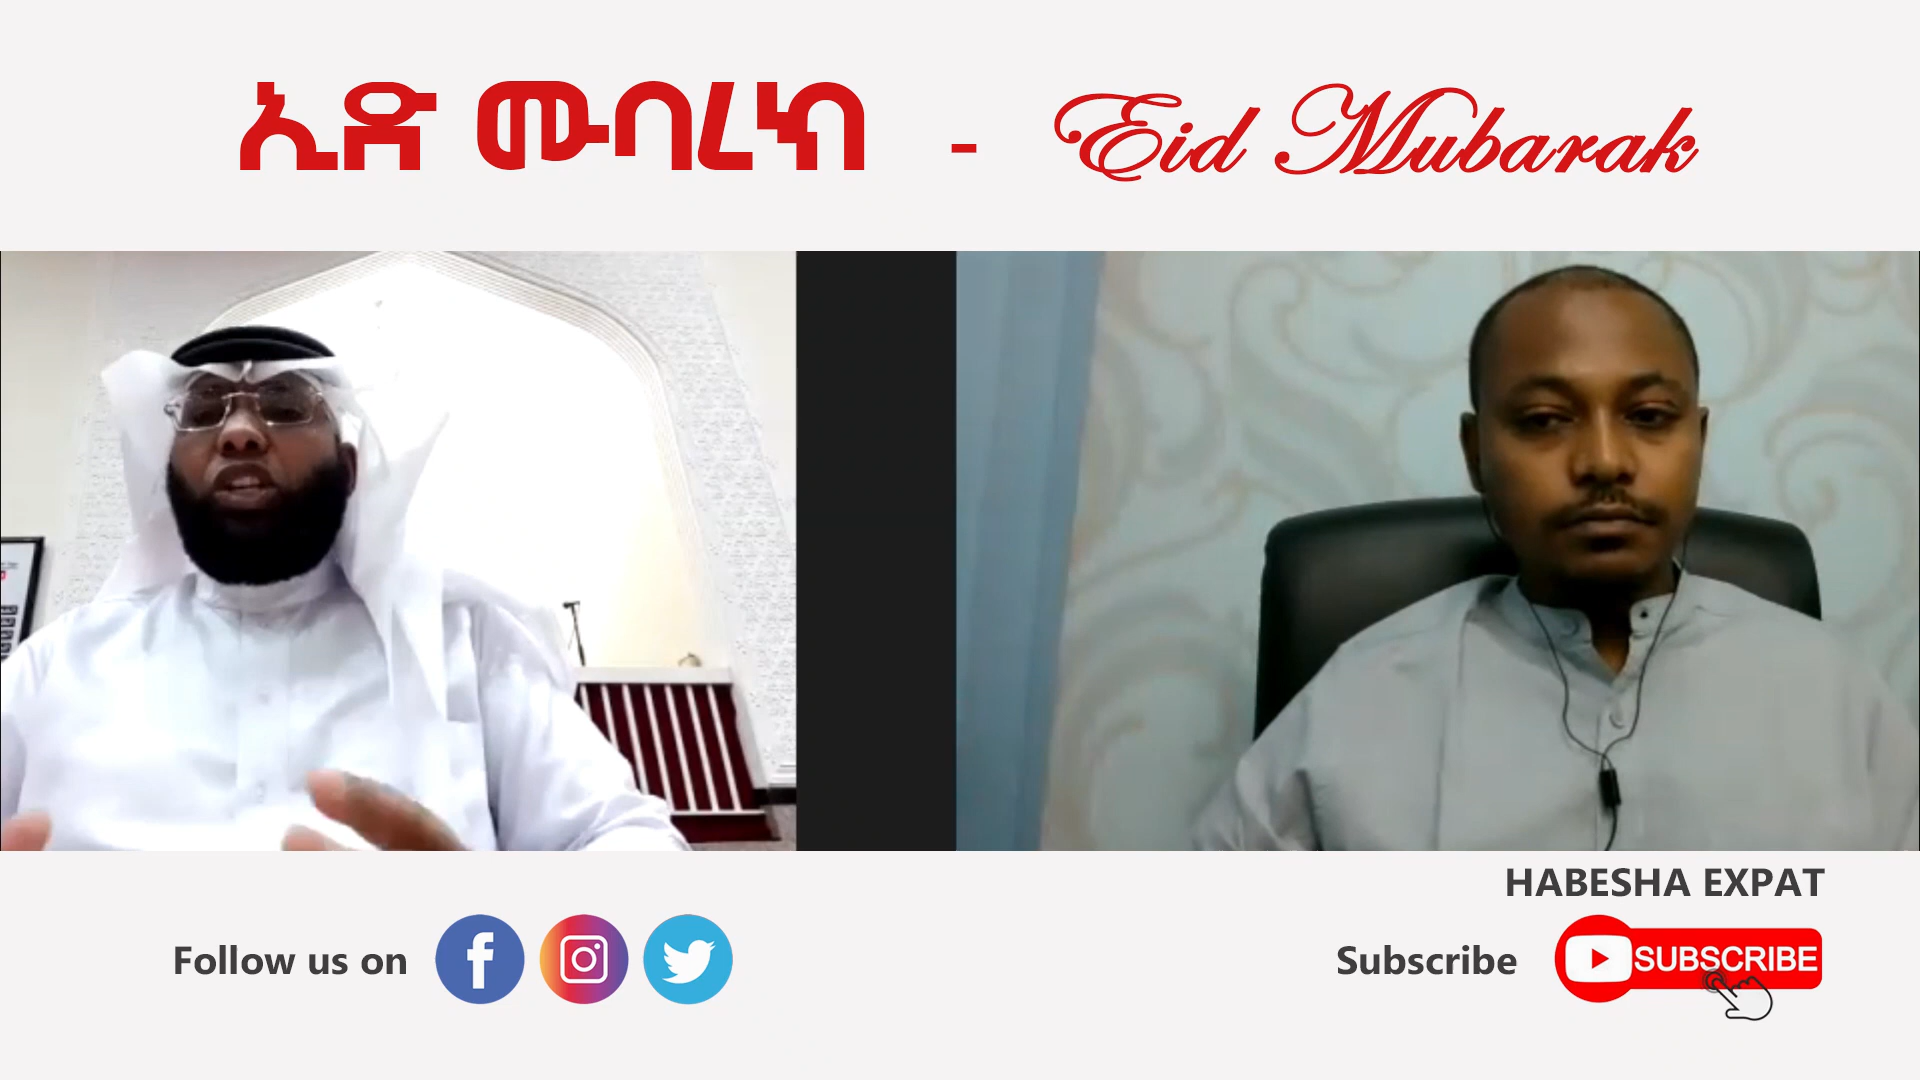 ኢድ ሙባረክ - Eid Mubarak
HABESHA EXPAT
Follow us on
Subscribe
SUBSCRIBE